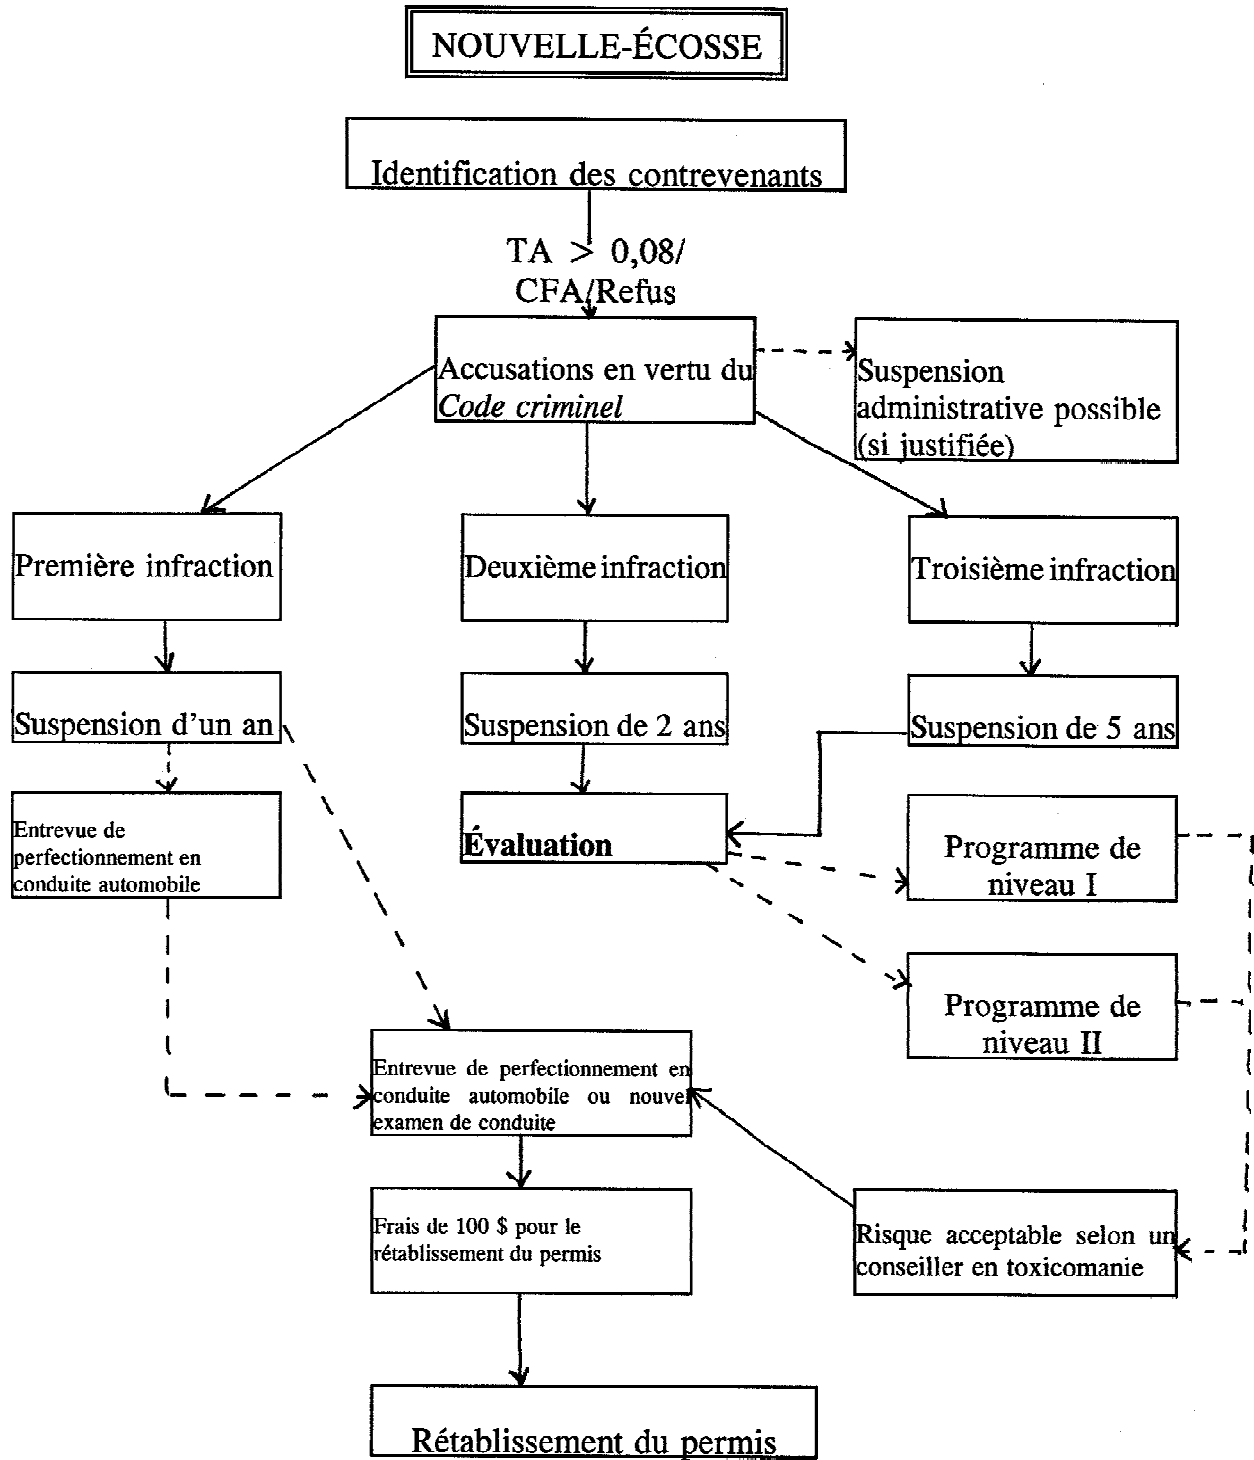 NOUVELLE-ÉCOSSE
Identification des contrevenants
TA > 0,08/
CFA/Refus
Accusations en vertu du
Code criminel
Suspension
administrative possible
(si justifiée)
Première infraction
Deuxième infraction
Troisième infraction
Suspension d'un an
Suspension de 2 ans
Suspension de 5 ans
Entrevue de
perfectionnement en
conduite automobile
Évaluation
Programme de
niveau I
Programme de
niveau II
Entrevue de perfectionnement en
conduite automobile ou nouvel
examen de conduite
Frais de 100 $ pour le
rétablissement du permis
Risque acceptable selon un
conseiller en toxicomanie
Rétablissement du permis